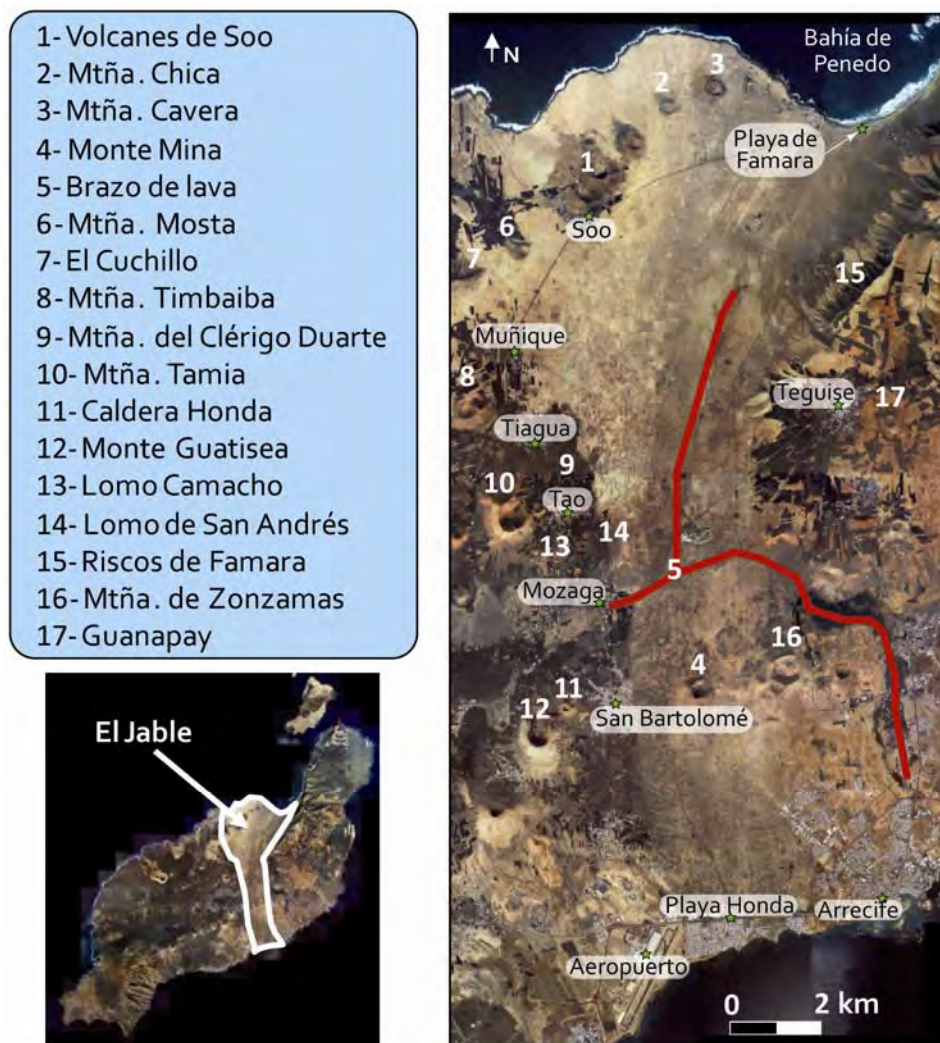 1- Volcanes de Soo
2- Mtña. Chica
3- Mtña. Cavera
4- Monte Mina
5- Brazo de lava
6- Mtña. Mosta
7- El Cuchillo
8- Mtña. Timbaiba
9- Mtña. del Clérigo Duarte
10- Mtña. Tamia
11- Caldera Honda
12- Monte Guatisea
13- Lomo Camacho
14- Lomo de San Andrés
15- Riscos de Famara
16- Mtña. de Zonzamas
17- Guanapay
El Jable
N
Bahía de
Penedo
2
3
Playa de
Famara
1
6
Soo
7
15
Muñique
8
Teguise
17
Tiagua
9
10
Tao
14
13
5
Mozaga
16
4
11
12
San Bartolomé
Playa Honda
Arrecife
Aeropuerto
0 2 km